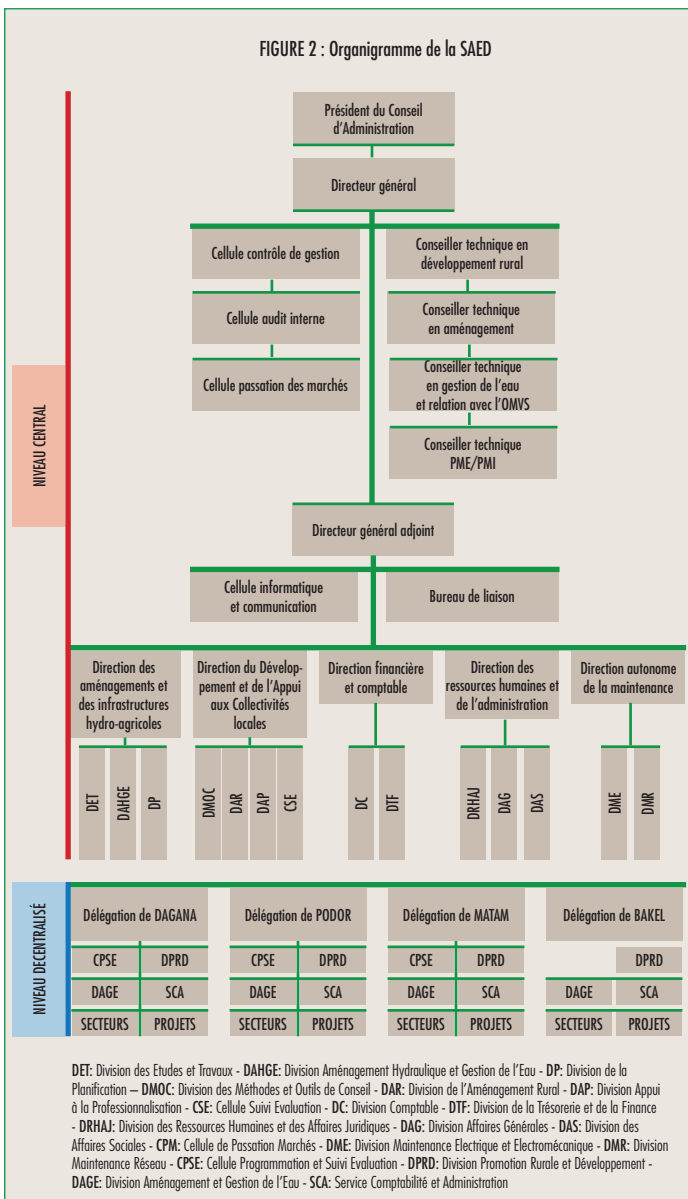 FIGURE 2 : Organigramme de la SAED
Président du Conseil
d'Administration
Directeur général
Cellule contrôle de gestion
Conseiller technique en
développement rural
Cellule audit interne
Conseiller technique
en aménagement
Cellule passation des marchés
Conseiller technique
en gestion de l'eau
et relation avec l'OMVS
Conseiller technique
PME/PMI
NIVEAU CENTRAL
Directeur général adjoint
Cellule informatique
et communication
Bureau de liaison
Direction des
aménagements et
des infrastructures
hydro-agricoles
Direction du Dévelop-
pement et de l'Appui
aux Collectivités
locales
Direction financière
et comptable
Direction des
ressources humaines et
de l'administration
Direction autonome
de la maintenance
DET
DAHGE
DP
DMOC
DAR
DAP
CSE
DC
DTF
DRHAJ
DAG
DAS
DME
DMR
NIVEAU DECENTRALISÉ
Délégation de DAGANA
Délégation de PODOR
Délégation de MATAM
Délégation de BAKEL
CPSE DPRD CPSE DPRD CPSE DPRD DPRD
DAGE SCA DAGE SCA DAGE SCA DAGE SCA
SECTEURS PROJETS SECTEURS PROJETS SECTEURS PROJETS SECTEURS PROJETS
DET: Division des Etudes et Travaux - DAHGE: Division Aménagement Hydraulique et Gestion de l'Eau - DP: Division de la
Planification – DMOC: Division des Méthodes et Outils de Conseil - DAR: Division de l'Aménagement Rural - DAP: Division Appui
à la Professionnalisation - CSE: Cellule Suivi Evaluation - DC: Division Comptable - DTF: Division de la Trésorerie et de la Finance
- DRHAJ: Division des Ressources Humaines et des Affaires Juridiques - DAG: Division Affaires Générales - DAS: Division des
Affaires Sociales - CPM: Cellule de Passation Marchés - DME: Division Maintenance Electrique et Electromécanique - DMR: Division
Maintenance Réseau - CPSE: Cellule Programmation et Suivi Evaluation - DPRD: Division Promotion Rurale et Développement -
DAGE: Division Aménagement et Gestion de l'Eau - SCA: Service Comptabilité et Administration